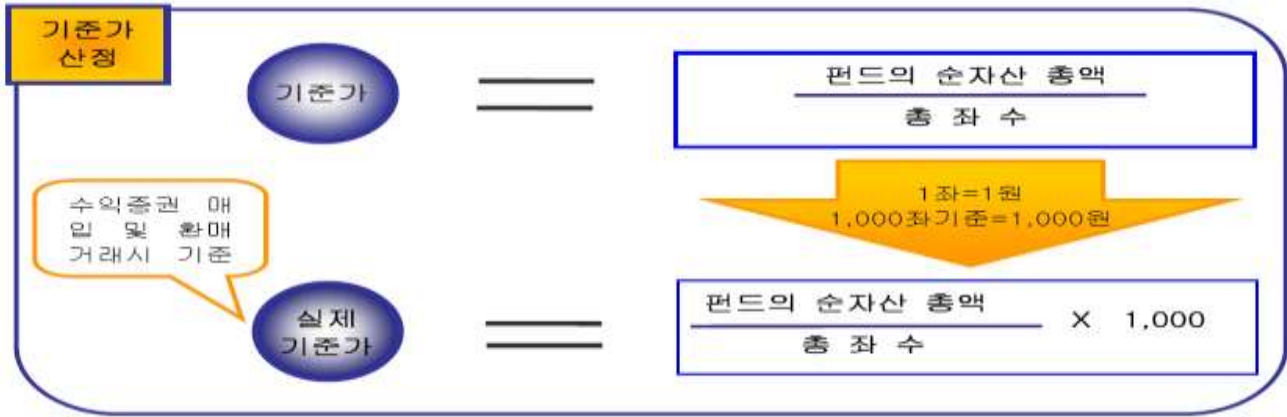 기준가
산정
기준가
펀드의 순자산 총액
총 좌 수
1좌=1원
1,000좌기준=1,000원
수익증권 매
입 및 환매
거래시 기준
실제
기준가
펀드의 순자산 총액
총 좌 수
X 1,000